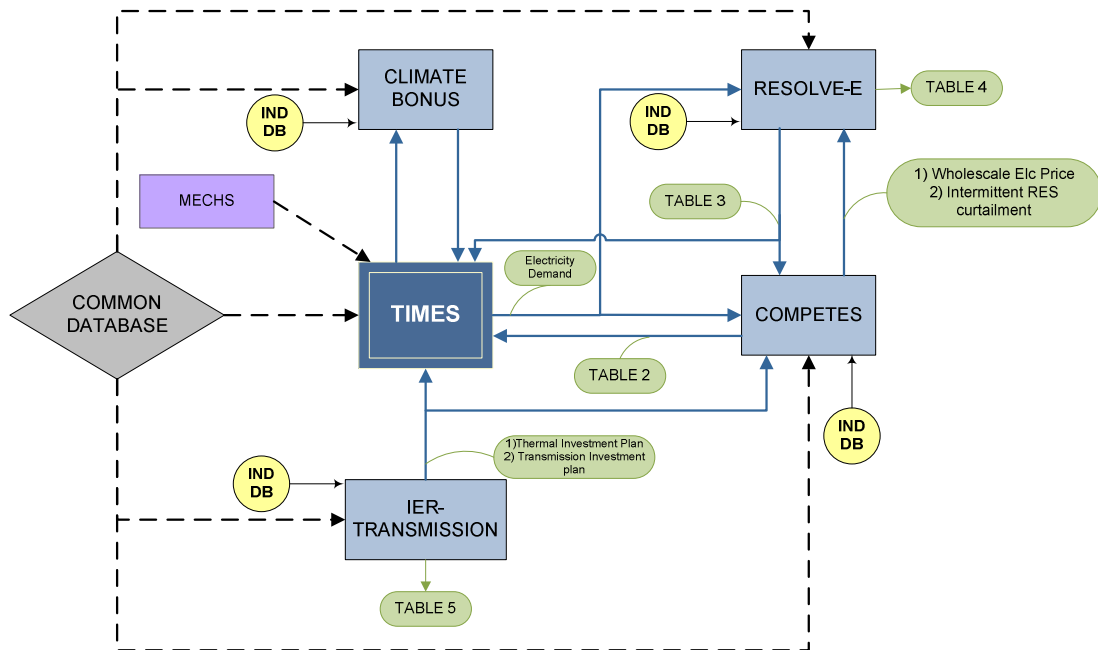 CLIMATE
BONUS
RESOLVE-E
TABLE 4
IND
DB
IND
DB
MECHS
TABLE 3
1) Wholescale Elc Price
2) Intermittent RES
curtailment
Electricity
Demand
COMMON
DATABASE
TIMES
COMPETES
TABLE 2
IND
DB
1)Thermal Investment Plan
2) Transmission Investment
plan
IND
DB
IER-
TRANSMISSION
TABLE 5